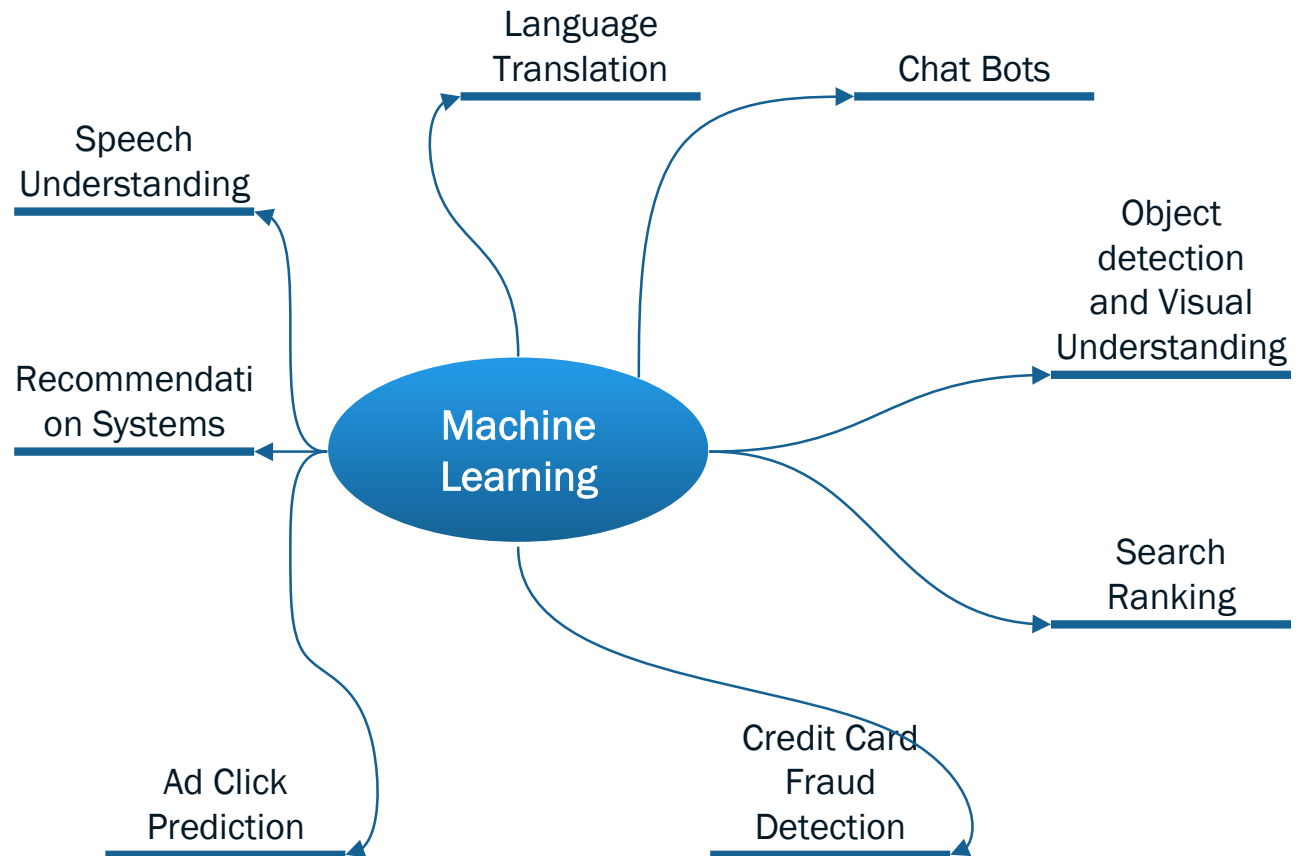 Language
Translation
Chat Bots
Speech
Understanding
Object
detection
and Visual
Understanding
Recommendati
on Systems
Machine
Learning
Search
Ranking
Credit Card
Fraud
Detection
Ad Click
Prediction